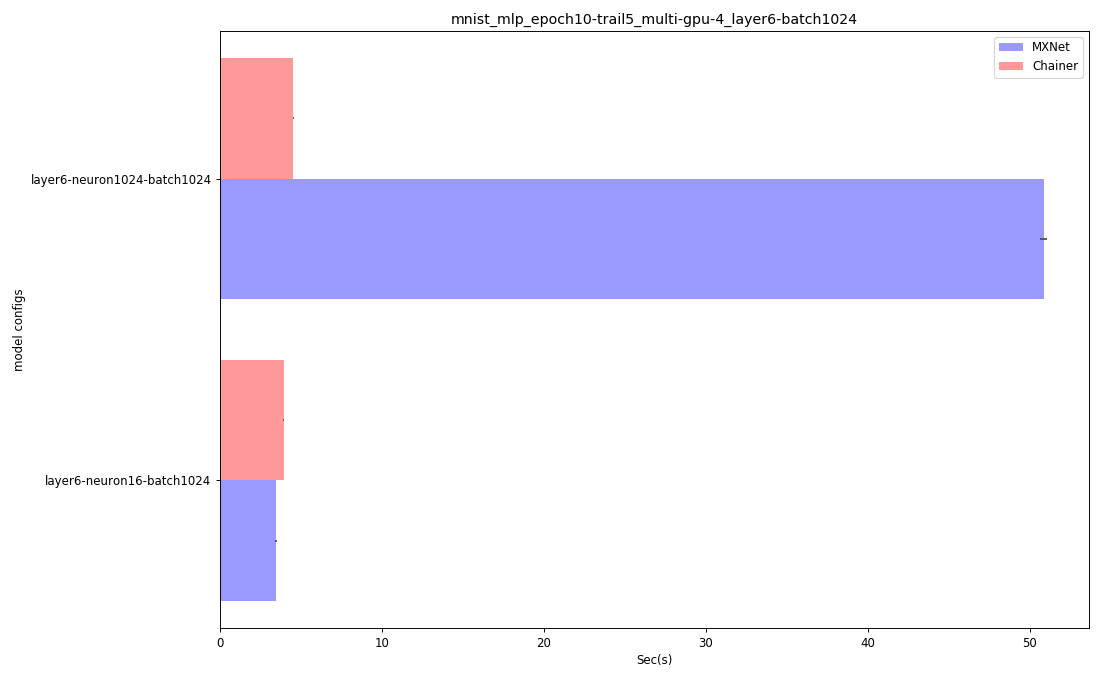 mnist_mlp_epoch10-trail5_multi-gpu-4_layer6-batch1024
MXNet
Chainer
layer6-neuron1024-batch1024
model configs
layer6-neuron16-batch1024
0 10 20 30 40 50
Sec(s)